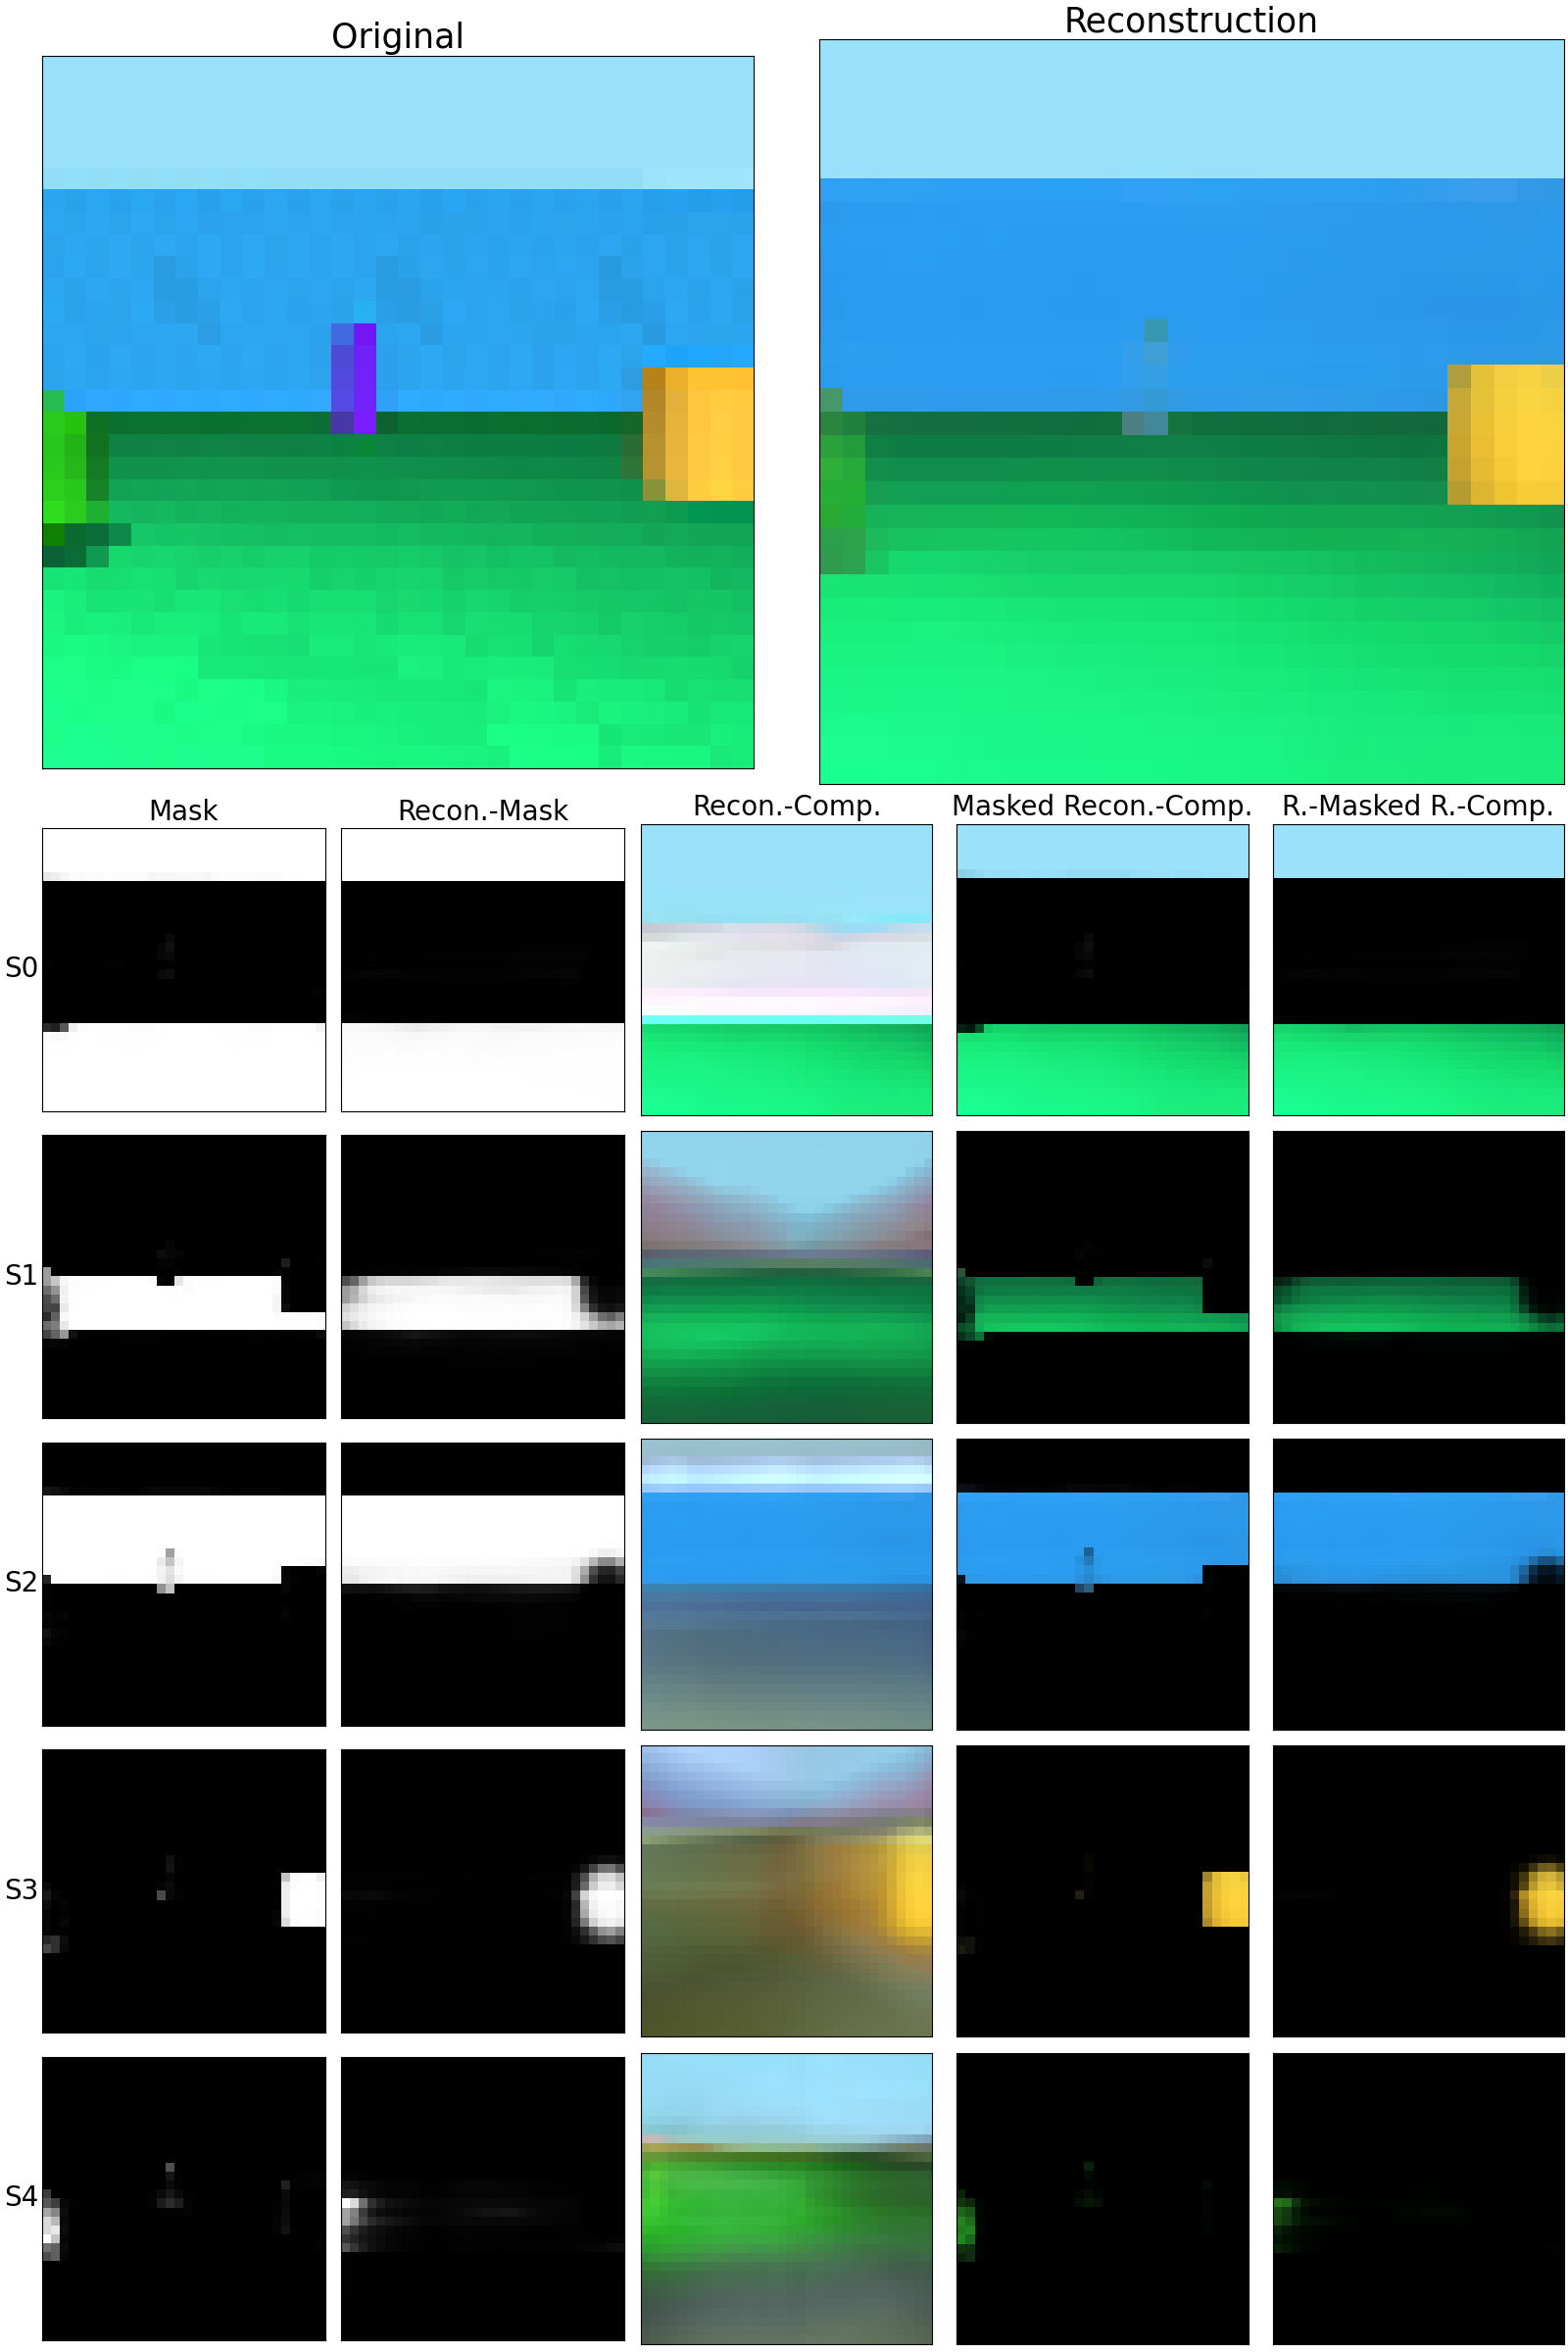 Original
Reconstruction
Mask
Recon.-Mask
Recon.-Comp.
Masked Recon.-Comp.
R.-Masked R.-Comp.
S0
S1
S2
S3
S4